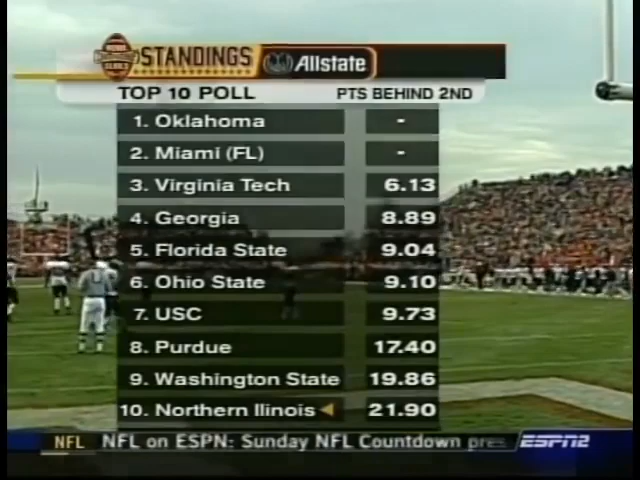 STANDINGS Allstate
TOP 10 POLL PTS BEHIND 2ND
1. Oklahoma -
2. Miami (FL) -
3. Virginia Tech 6.13
4. Georgia 8.89
5. Florida State 9.04
6. Ohio State 9.10
7. USC 9.73
8. Purdue 17.40
9. Washington State 19.86
10. Northern Illinois 21.90
NFL NFL on ESPN: Sunday NFL Countdown pres ESPN2